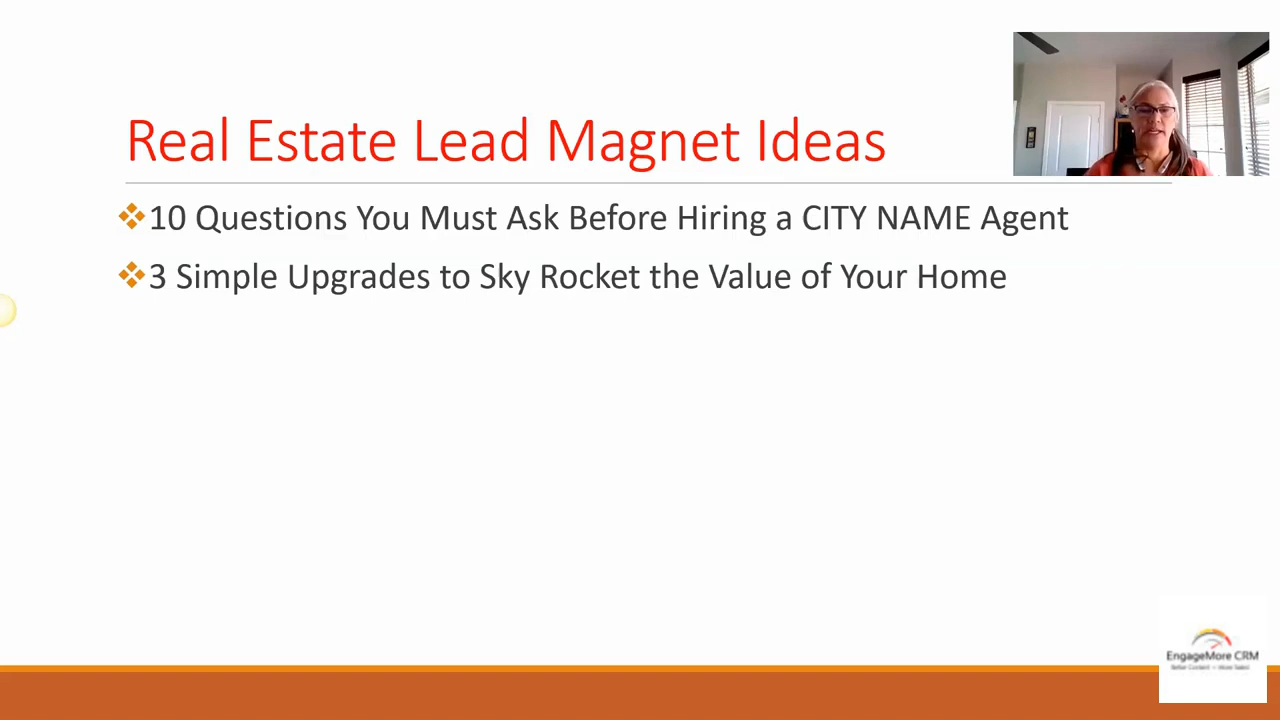 Real Estate Lead Magnet Ideas
10 Questions You Must Ask Before Hiring a CITY NAME Agent
3 Simple Upgrades to Sky Rocket the Value of Your Home
EngageMore CRM